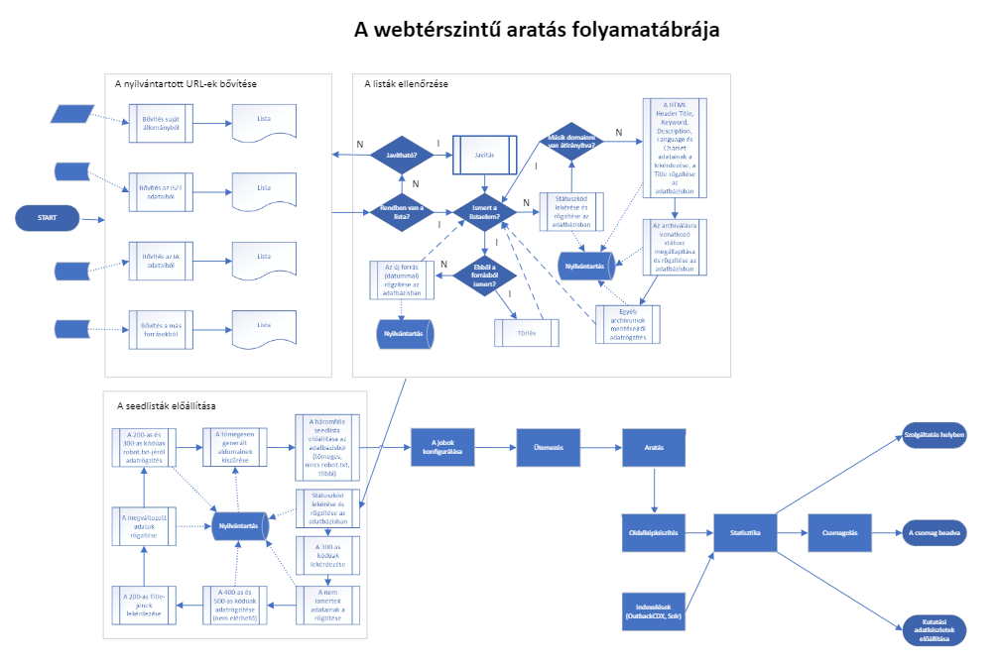 A webtérszintű aratás folyamatábrája
A nyilvántartott URL-ek bővítése
START
Bővítés saját
állományból
Lista
Bővítés az ISZT
adataiból
Lista
Bővítés az IA
adataiból
Lista
Bővítés a más
forrásokból
Lista
A listák ellenőrzése
Javítható?
N
I
Javítás
N
Rendben van a
lista?
I
Ismert a
listaelem?
N
I
Ebből a
forrásból
ismert?
N
I
Az új forrás
(dátummal)
rögzítése az
adatbázisban
Nyilvántartás
Törlés
Másik domainre
van átirányítva?
N
I
Státuszkód
lekérése és
rögzítése az
adatbázisban
Nyilvántartás
A HTML
Header Title,
Keyword,
Description,
Language és
Charset
adatainak a
lekérdezése, a
Title rögzítése
az
adatbázisban
Az archiválásra
vonatkozó
státusz
megállapítása
és rögzítése az
adatbázisban
Egyéb
archívumok
mentéseiről
adatrögzítés
A seedlisták előállítása
A 200-as és
300-as kódúak
robot.txt-jéről
adatrögzítés
A tömegesen
generált
aldomainek
kiszűrése
A háromféle
seedlista
előállítása az
adatbázisból
(tömeges,
nincs robot.txt,
többi)
A megváltozott
adatok
rögzítése
Nyilvántartás
Státuszkód
lekérése és
rögzítése az
adatbázisban
A 300-as
kódúak
lekérdezése
A 200-as Title-
jének
lekérdezése
A 400-as és
500-as kódúak
adatrögzítése
(nem elérhető)
A nem
ismertek
adatainak a
rögzítése
A jobok
konfigurálása
Ütemezés
Aratás
Oldalképkészítés
Statisztika
Csomagolás
Indexelések
(OutbackCDX, Solr)
Szolgáltatás helyben
A csomag beadva
Kutatási
adatkészletek
előállítása